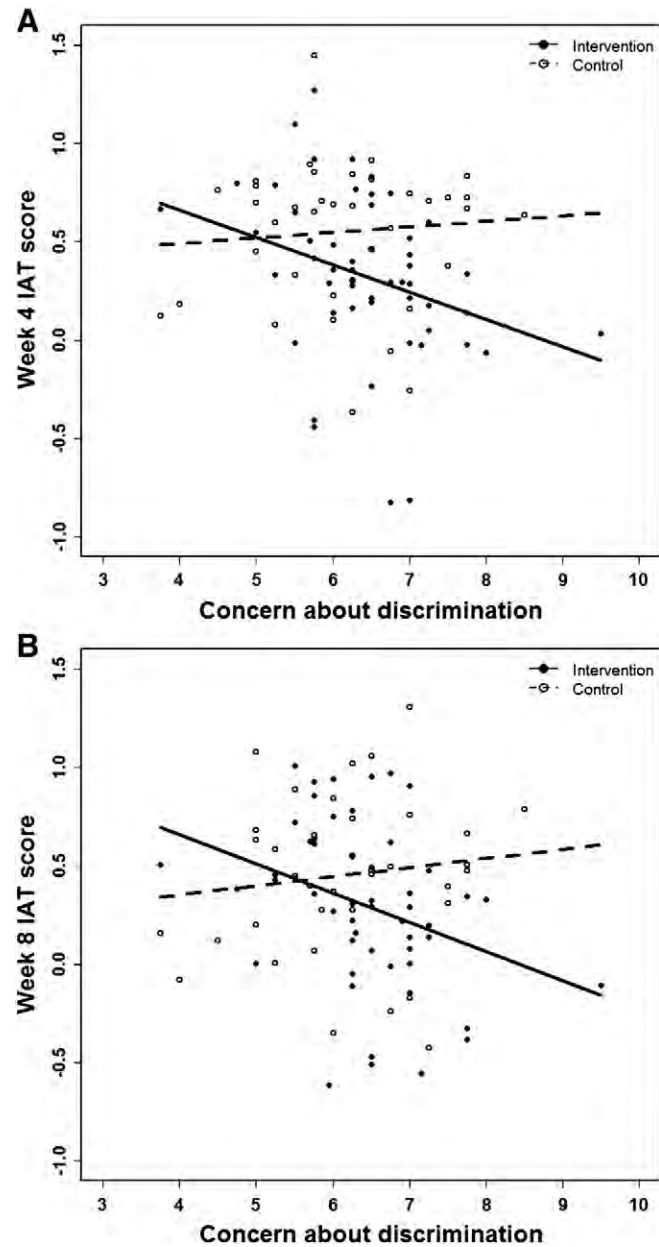 A
Week 4 IAT score
1.5
1.0
0.5
0.0
-0.5
-1.0
Intervention
Control
3 4 5 6 7 8 9 10
Concern about discrimination
B
Week 8 IAT score
1.5
1.0
0.5
0.0
-0.5
-1.0
Intervention
Control
3 4 5 6 7 8 9 10
Concern about discrimination